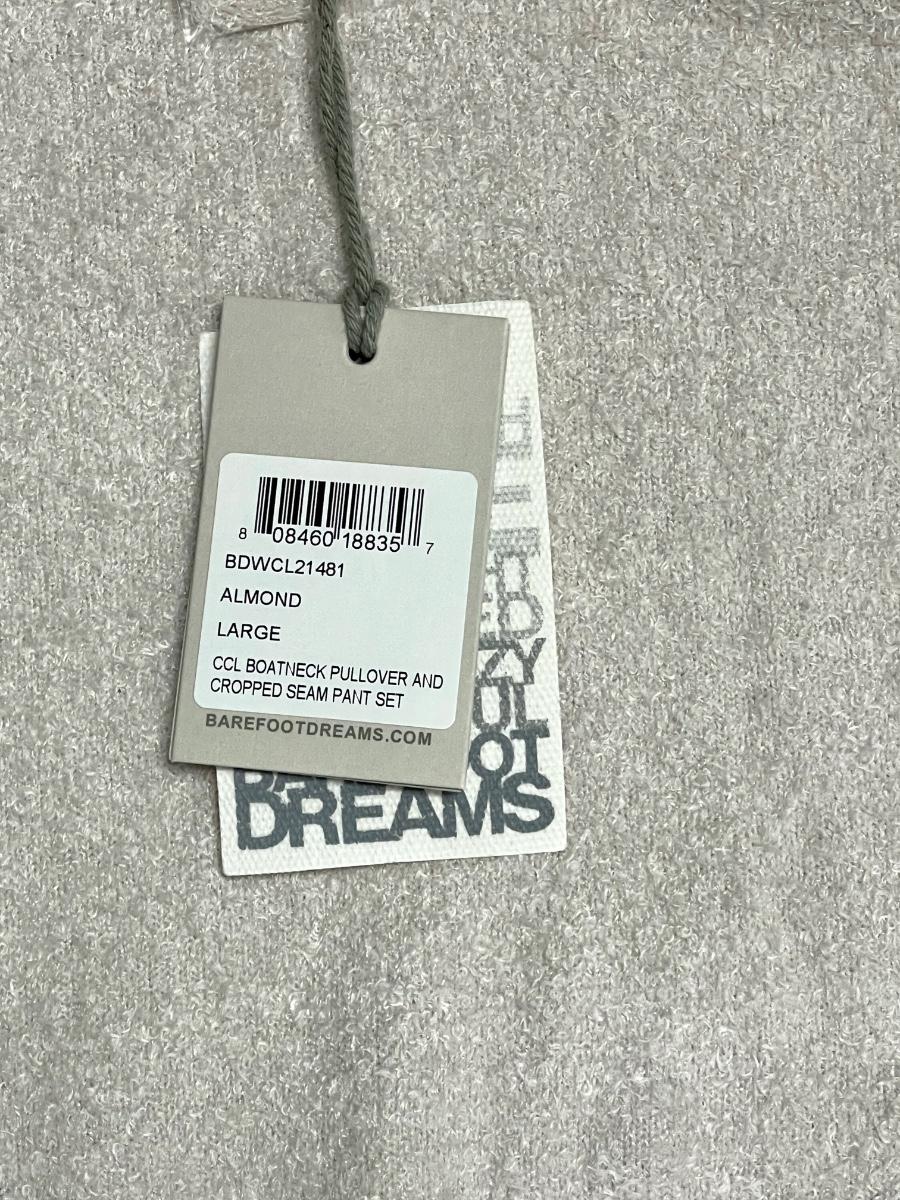 8 08460 18835 7
BDWCL21481
ALMOND
LARGE
CCL BOATNECK PULLOVER AND
CROPPED SEAM PANT SET
BAREFOOTDREAMS.COM
DREAMS